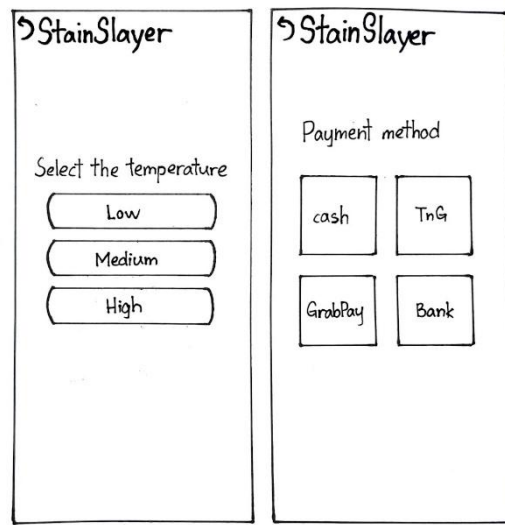 StainSlayer
Select the temperature
Low
Medium
High
StainSlayer
Payment method
cash
TnG
GrabPay
Bank